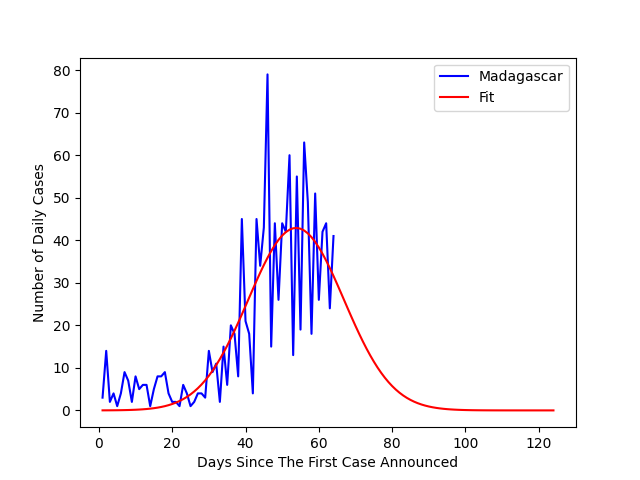 Madagascar
Fit
80
70
60
50
40
30
20
10
0
Number of Daily Cases
0 20 40 60 80 100 120
Days Since The First Case Announced